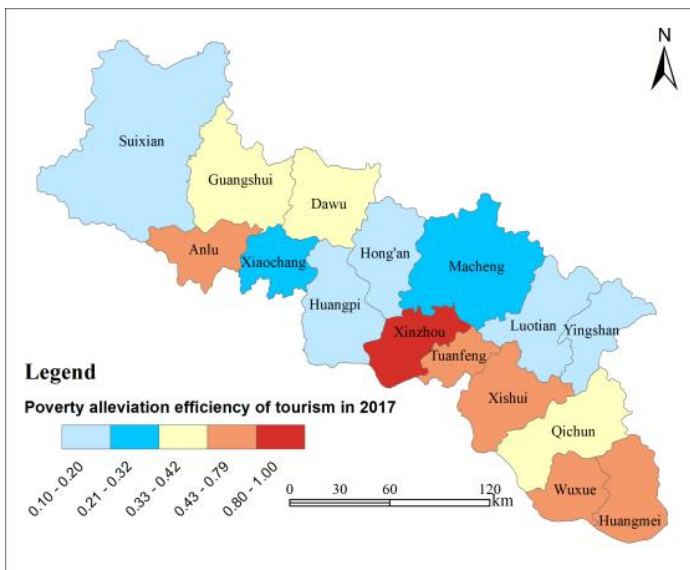 N
Suixian
Guangshui
Dawu
Anlu
Xiaochang
Hong'an
Macheng
Huangpi
Luotian
Yingshan
Xinzhou
Tuanfeng
Xishui
Qichun
Wuxue
Huangmei
Legend
Poverty alleviation efficiency of tourism in 2017
0.10 - 0.20
0.21 - 0.32
0.33 - 0.42
0.43 - 0.79
0.80 - 1.00
0 30 60 120
km